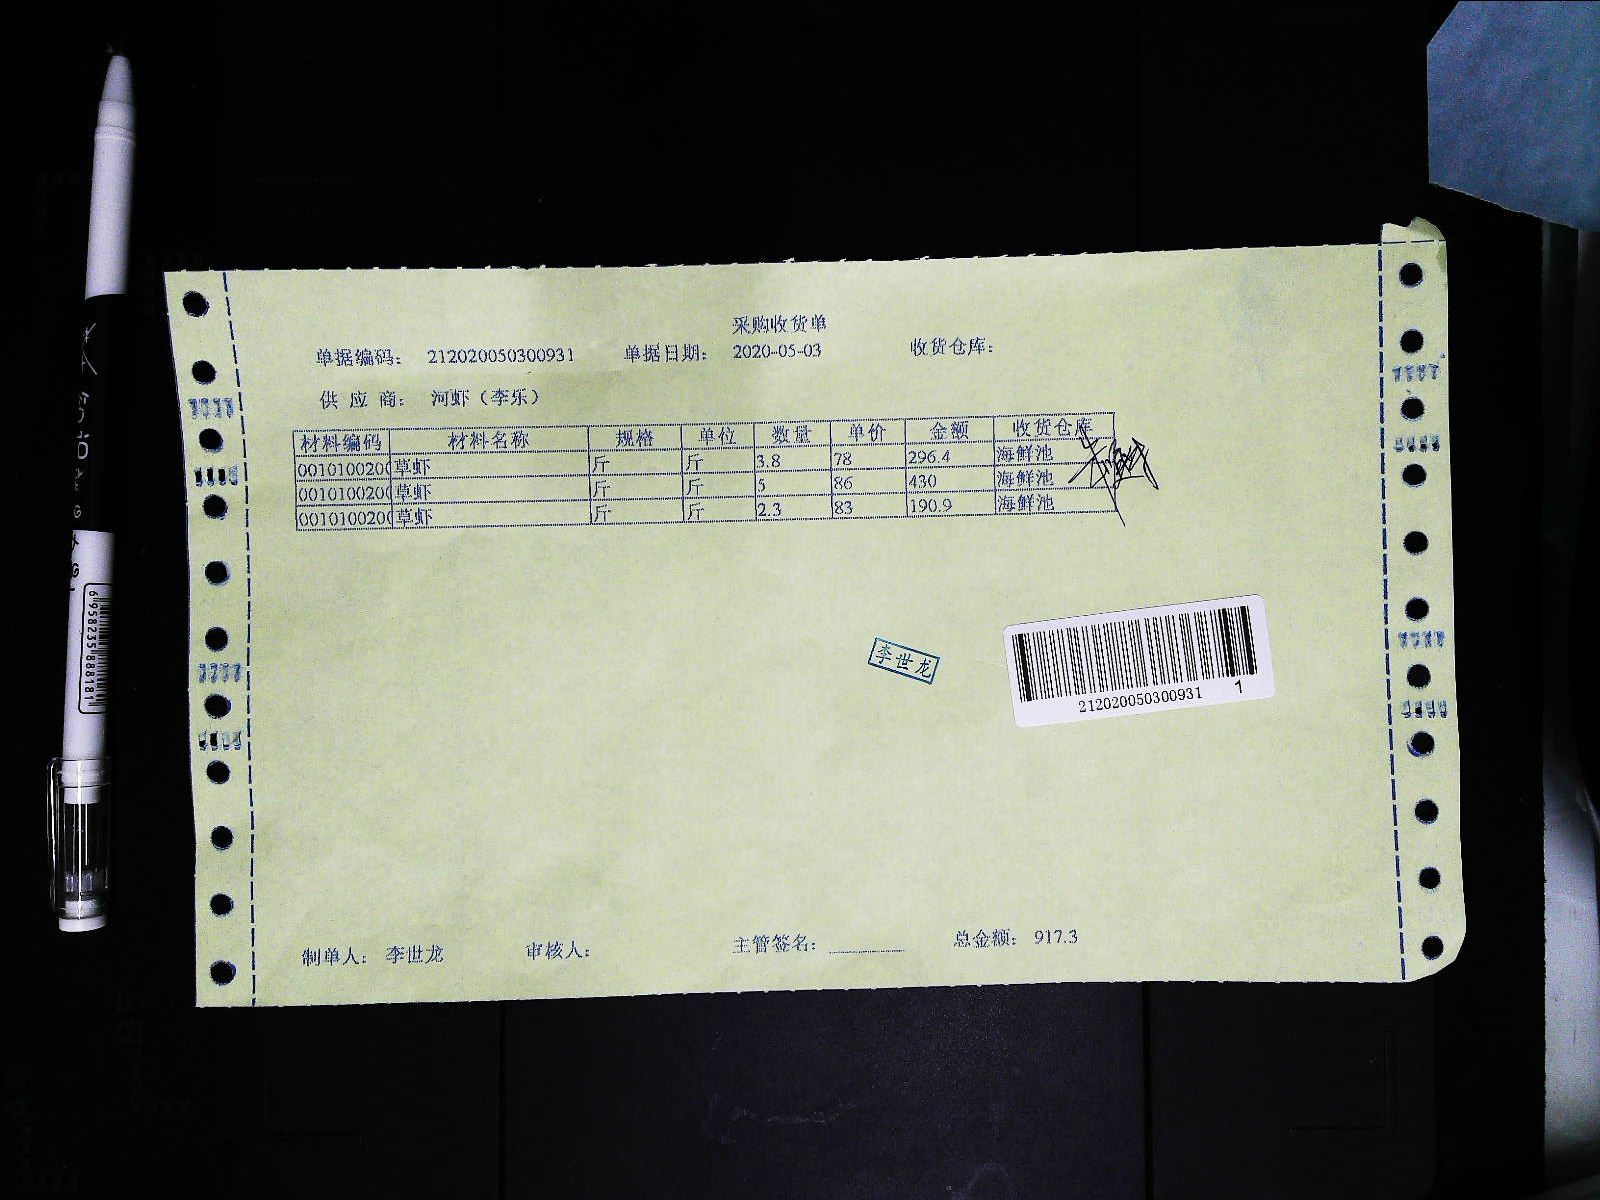 采购收货单
单据编码： 212020050300931 单据日期： 2020-05-03 收货仓库：
供 应 商： 河虾（李乐）
材料编码 材料名称 规格 单位 数量 单价 金额 收货仓库
0010100200 草虾 斤 斤 3.8 78 296.4 海鲜池
0010100200 草虾 斤 斤 5 86 430 海鲜池
0010100200 草虾 斤 斤 2.3 83 190.9 海鲜池
李世龙
212020050300931 1
制单人： 李世龙 审核人： 主管签名： 总金额： 917.3
6958235888181